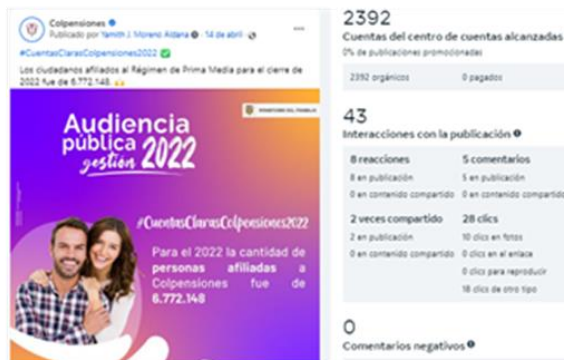 Colpensiones
Publicado por Yamith J. Moreno Aldana · 14 de abril ·
#CuentasClarasColpensiones2022
Los ciudadanos afiliados al Régimen de Prima Media para el cierre de
2022 fue de 6.772.148.
MINISTERIO DEL TRABAJO
Audiencia
pública
gestión 2022
#CuentasClarasColpensiones2022
Para el 2022 la cantidad de
personas afiliadas a
Colpensiones fue de
6.772.148
2392
Cuentas del centro de cuentas alcanzadas
0% de publicaciones promocionadas
2392 orgánicos 0 pagados
43
Interacciones con la publicación
8 reacciones 5 comentarios
8 en publicación 5 en publicación
0 en contenido compartido 0 en contenido compartido
2 veces compartido 28 clics
2 en publicación 10 clics en fotos
0 en contenido compartido 0 clics en el enlace
0 clics para reproducir
18 clics de otro tipo
0
Comentarios negativos